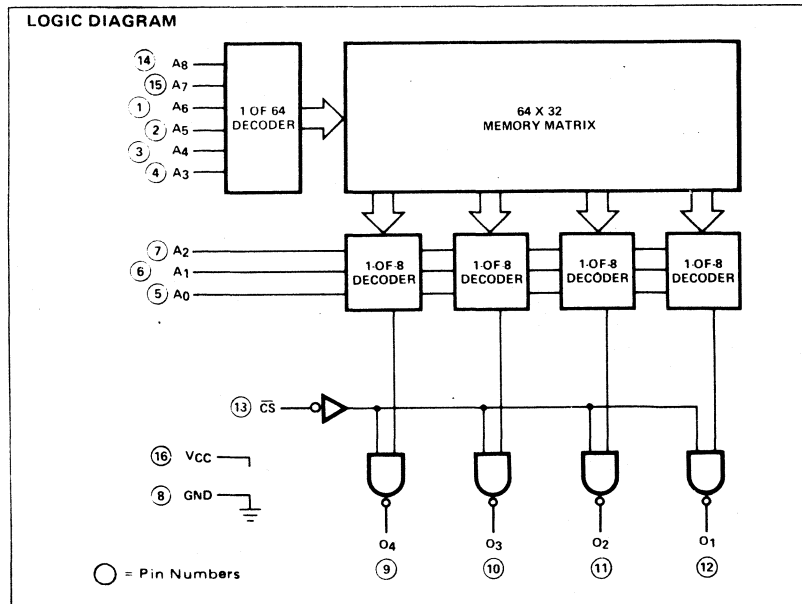 LOGIC DIAGRAM
14 A8
15 A7
1 A6
2 A5
3 A4
4 A3
1 OF 64
DECODER
64 X 32
MEMORY MATRIX
7 A2
6 A1
5 A0
1-OF-8
DECODER
1-OF-8
DECODER
1-OF-8
DECODER
1-OF-8
DECODER
13 C̅S̅
16 VCC
8 GND
O4
O3
O2
O1
9
10
11
12
= Pin Numbers